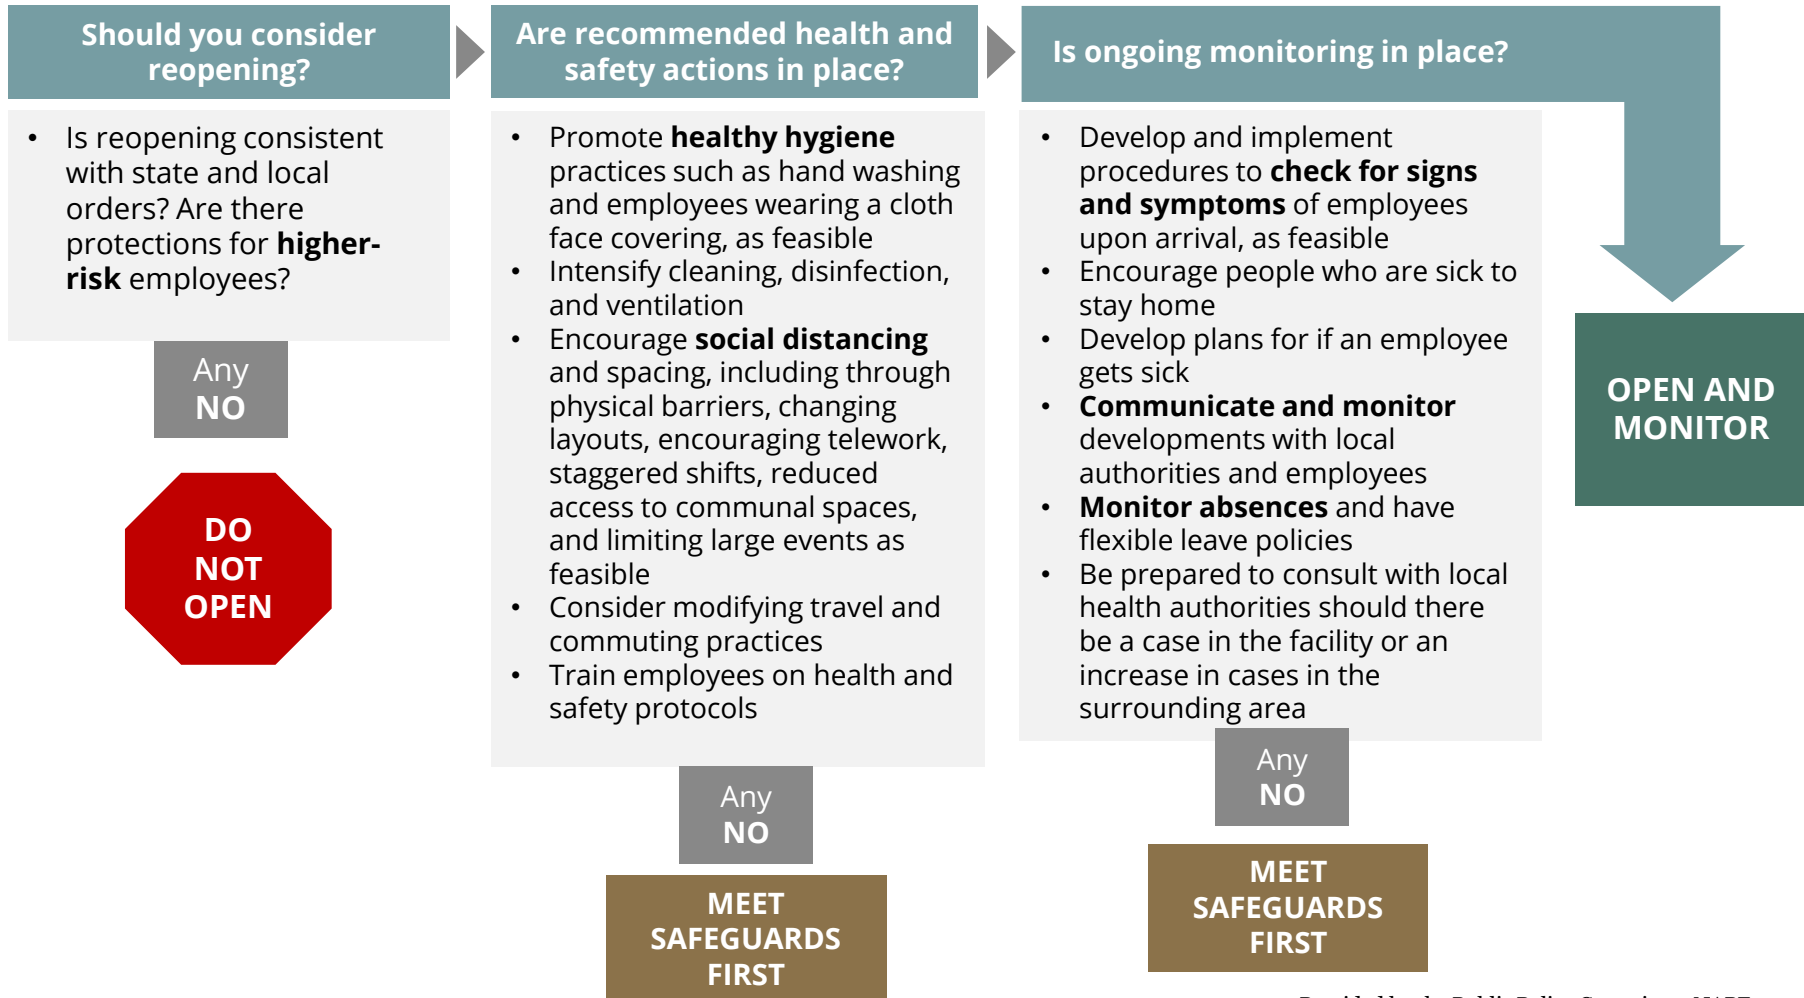 Should you consider
reopening?
• Is reopening consistent
with state and local
orders? Are there
protections for higher-
risk employees?
Any
NO
DO
NOT
OPEN
Are recommended health and
safety actions in place?
• Promote healthy hygiene
practices such as hand washing
and employees wearing a cloth
face covering, as feasible
• Intensify cleaning, disinfection,
and ventilation
• Encourage social distancing
and spacing, including through
physical barriers, changing
layouts, encouraging telework,
staggered shifts, reduced
access to communal spaces,
and limiting large events as
feasible
• Consider modifying travel and
commuting practices
• Train employees on health and
safety protocols
Any
NO
MEET
SAFEGUARDS
FIRST
Is ongoing monitoring in place?
• Develop and implement
procedures to check for signs
and symptoms of employees
upon arrival, as feasible
• Encourage people who are sick to
stay home
• Develop plans for if an employee
gets sick
• Communicate and monitor
developments with local
authorities and employees
• Monitor absences and have
flexible leave policies
• Be prepared to consult with local
health authorities should there
be a case in the facility or an
increase in cases in the
surrounding area
Any
NO
MEET
SAFEGUARDS
FIRST
OPEN AND
MONITOR